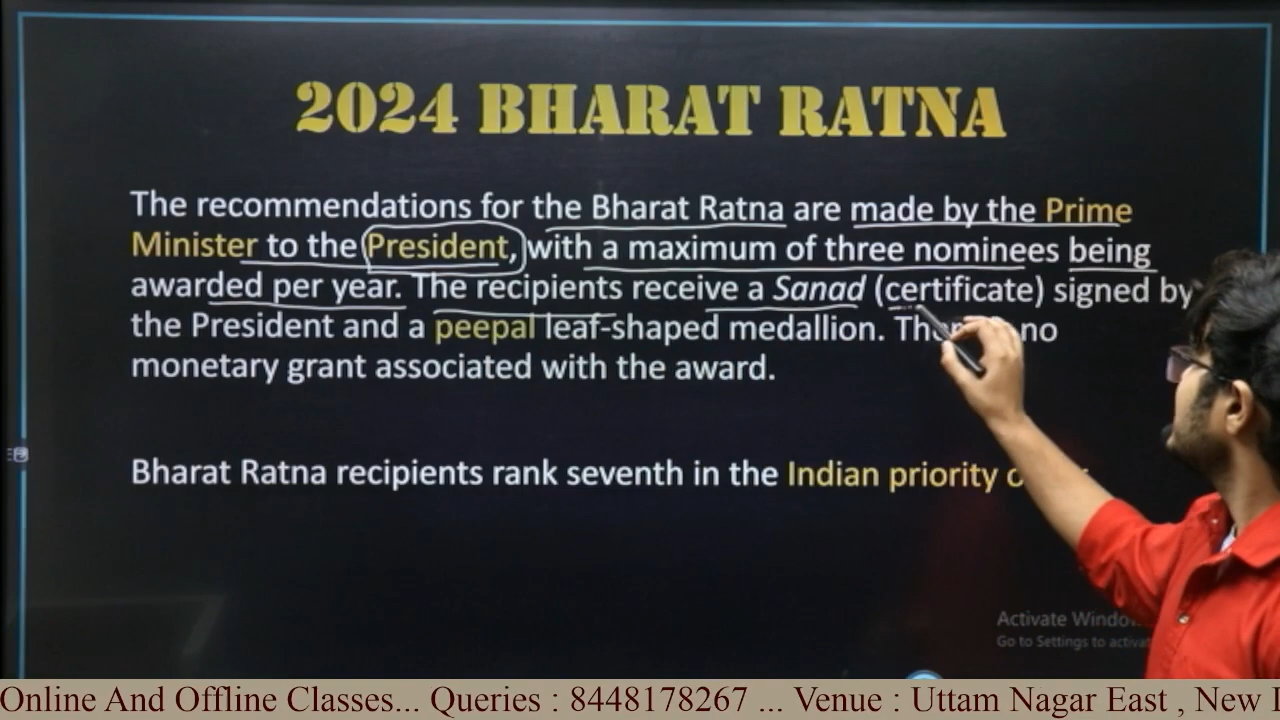 2024 BHARAT RATNA
The recommendations for the Bharat Ratna are made by the Prime
Minister to the President, with a maximum of three nominees being
awarded per year. The recipients receive a Sanad (certificate) signed by
the President and a peepal leaf-shaped medallion. no
monetary grant associated with the award.
Bharat Ratna recipients rank seventh in the Indian priority
Activate
Go to Settings to
Online And Offline Classes... Queries : 8448178267 ... Venue : Uttam Nagar East , New